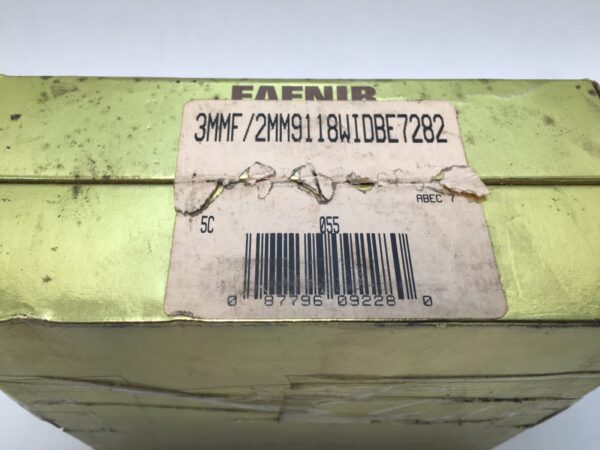 FAFNIR
3MMF/2MM9118WIDBE7282
ABEC 7
5C 055
0 87796 09228 0